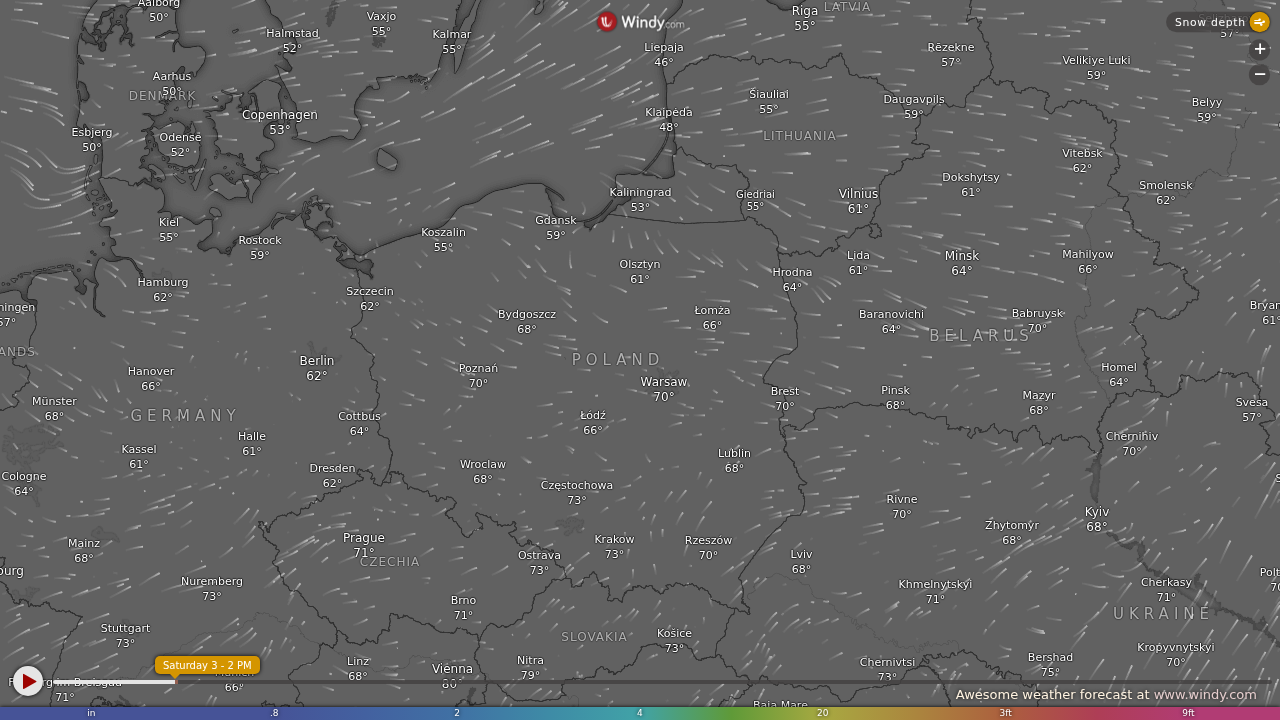 Aalborg
50°
Vaxjo
55°
Halmstad
52°
Kalmar
55°
Windy.com
Riga
55°
LATVIA
Snow depth
57°
Liepaja
46°
Rēzekne
57°
Velikiye Luki
59°
Aarhus
50°
DENMARK
Copenhagen
53°
Klaipėda
48°
Šiauliai
55°
Daugavpils
59°
Belyy
59°
Esbjerg
50°
Odense
52°
LITHUANIA
Vitebsk
62°
Kaliningrad
53°
Giedriai
55°
Vilnius
61°
Dokshytsy
61°
Smolensk
62°
Kiel
55°
Rostock
59°
Koszalin
55°
Gdansk
59°
Olsztyn
61°
Hrodna
64°
Lida
61°
Minsk
64°
Mahilyow
66°
Hamburg
62°
Szczecin
62°
Bydgoszcz
68°
Łomża
66°
Baranovichi
64°
Babruysk
70°
BELARUS
61°
57°
ANDS
Hanover
66°
Berlin
62°
Poznań
70°
POLAND
Warsaw
70°
Brest
70°
Pinsk
68°
Mazyr
68°
Homel
64°
Svesa
57°
Münster
68°
GERMANY
Cottbus
64°
Łódź
66°
Kassel
61°
Halle
61°
Lublin
68°
Chernihiv
70°
Cologne
64°
Dresden
62°
Wroclaw
68°
Częstochowa
73°
Rivne
70°
Zhytomyr
68°
Kyiv
68°
Mainz
68°
Prague
71°
CZECHIA
Ostrava
73°
Krakow
73°
Rzeszów
70°
Lviv
68°
Nuremberg
73°
Brno
71°
Khmelnytskyi
71°
Cherkasy
71°
UKRAINE
Stuttgart
73°
SLOVAKIA
Košice
73°
Linz
68°
Vienna
80°
Nitra
79°
Chernivtsi
73°
Bershad
75°
Kropyvnytskyi
70°
Saturday 3 - 2 PM
71°
66°
Baia Mare
Awesome weather forecast at www.windy.com
in
.8
2
4
20
3ft
9ft